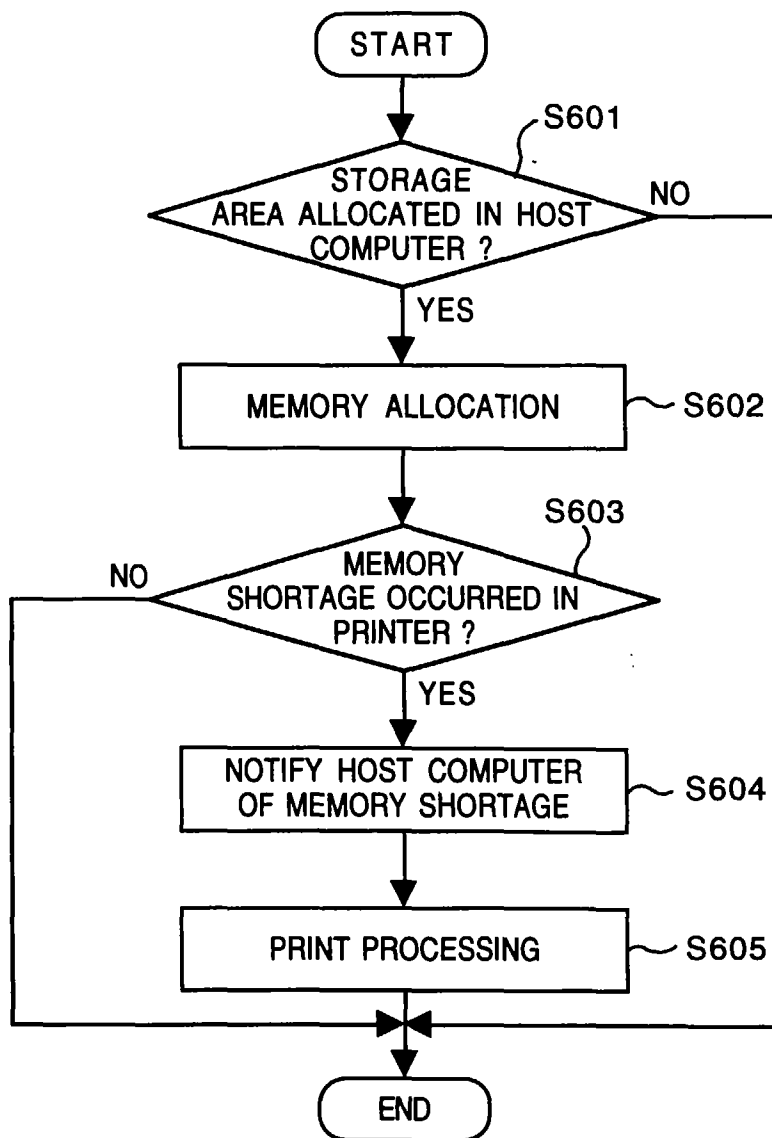 START
S601
STORAGE
AREA ALLOCATED IN HOST
COMPUTER ?
NO
YES
MEMORY ALLOCATION
S602
S603
NO
MEMORY
SHORTAGE OCCURRED IN
PRINTER ?
YES
NOTIFY HOST COMPUTER
OF MEMORY SHORTAGE
S604
PRINT PROCESSING
S605
END